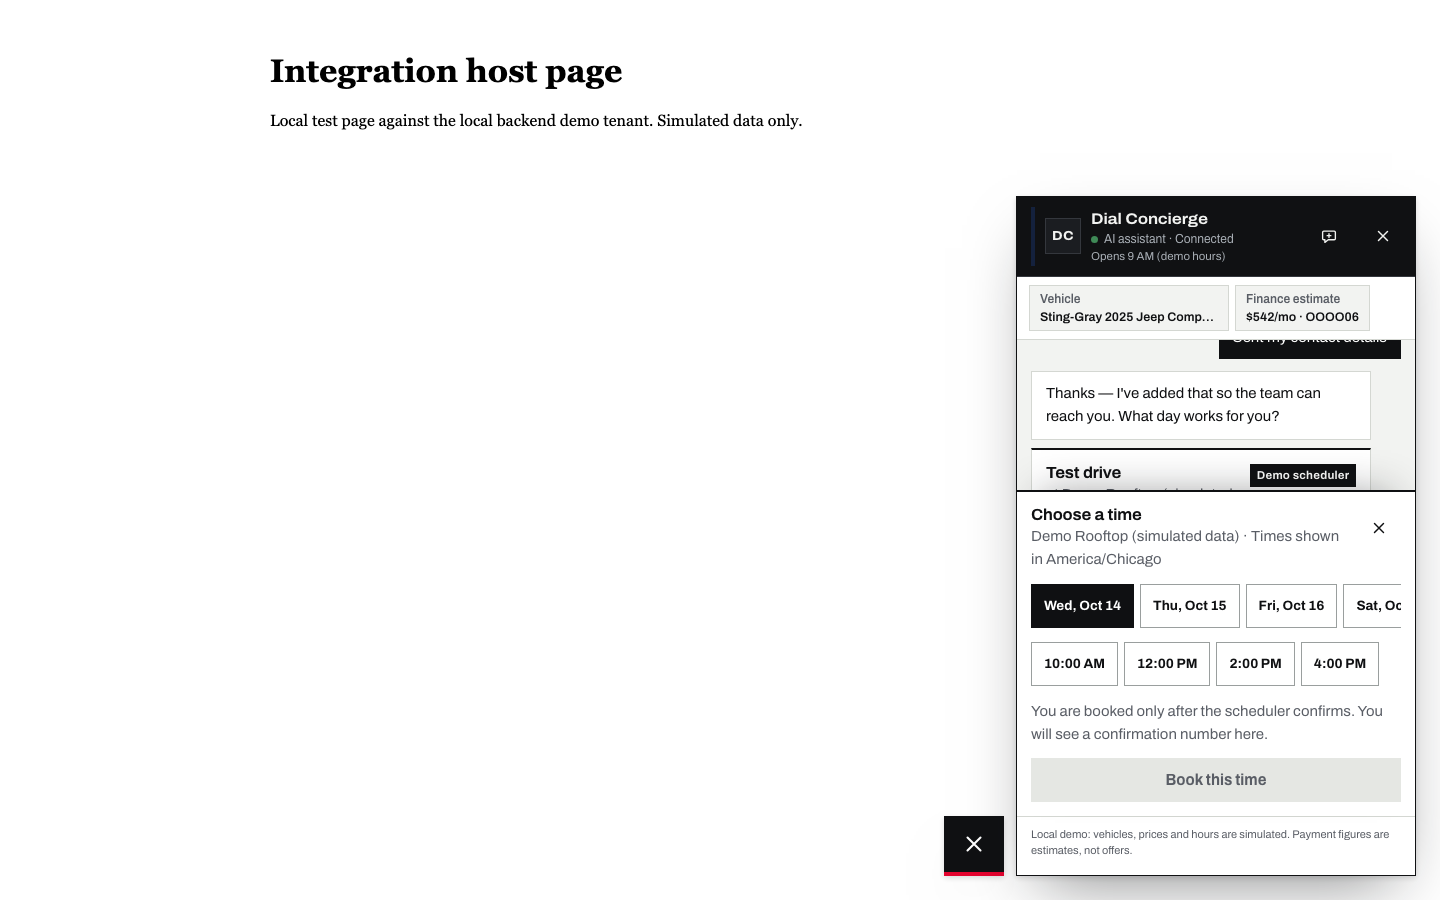 Integration host page
Local test page against the local backend demo tenant. Simulated data only.
DC
Dial Concierge
AI assistant · Connected
Opens 9 AM (demo hours)
Vehicle
Sting-Gray 2025 Jeep Comp...
Finance estimate
$542/mo · OOOO06
Sent my contact details
Thanks — I've added that so the team can
reach you. What day works for you?
Test drive
Demo scheduler
Choose a time
Demo Rooftop (simulated data) · Times shown
in America/Chicago
Wed, Oct 14
Thu, Oct 15
Fri, Oct 16
Sat, Oc
10:00 AM
12:00 PM
2:00 PM
4:00 PM
You are booked only after the scheduler confirms. You
will see a confirmation number here.
Book this time
Local demo: vehicles, prices and hours are simulated. Payment figures are
estimates, not offers.